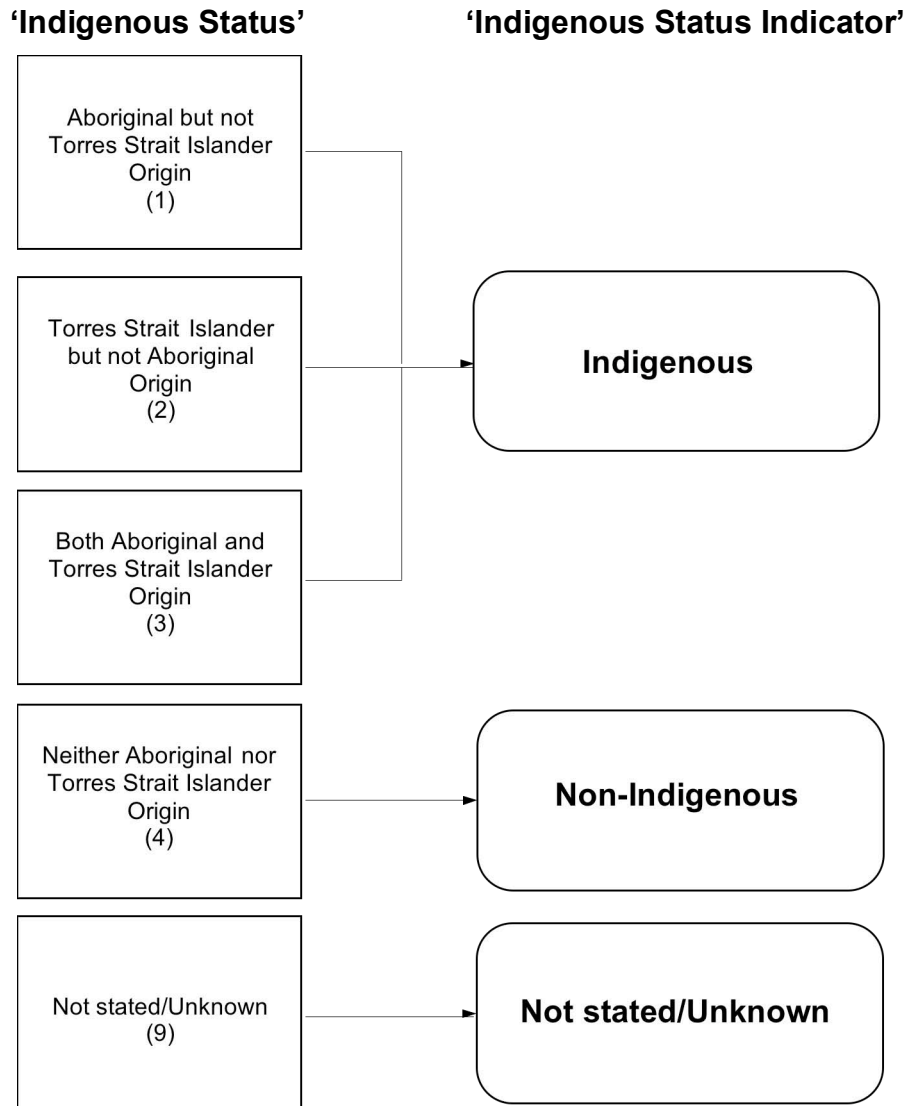 ‘Indigenous Status’
‘Indigenous Status Indicator’
Aboriginal but not
Torres Strait Islander
Origin
(1)
Torres Strait Islander
but not Aboriginal
Origin
(2)
Indigenous
Both Aboriginal and
Torres Strait Islander
Origin
(3)
Neither Aboriginal nor
Torres Strait Islander
Origin
(4)
Non-Indigenous
Not stated/Unknown
(9)
Not stated/Unknown